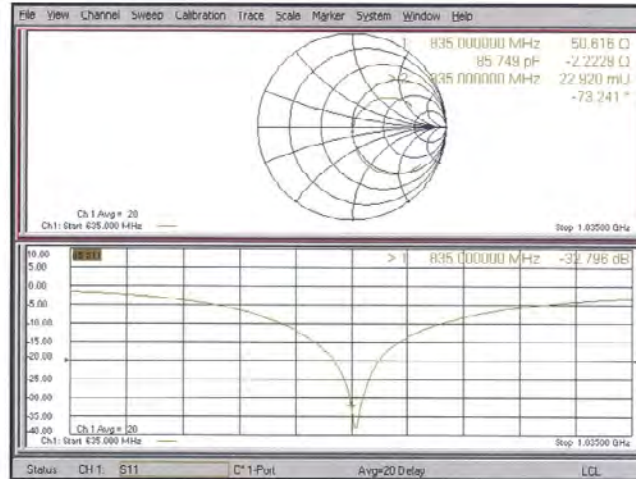 File View Channel Sweep Calibration Trace Scale Marker System Window Help
1 835.000000 MHz 50.616 Ω
85.749 pF -2.2228 Ω
> 2 835.000000 MHz 22.920 mU
-73.241 °
Ch 1 Avg = 20
Ch1: Start 635.000 MHz
Stop 1.03500 GHz
10.00
> 1 835.000000 MHz -32.796 dB
5.00
0.00
-5.00
-10.00
-15.00
-20.00
-25.00
-30.00
-35.00
-40.00
Ch 1 Avg = 20
Ch1: Start 635.000 MHz
Stop 1.03500 GHz
Status CH 1: S11 C* 1-Port Avg=20 Delay LCL